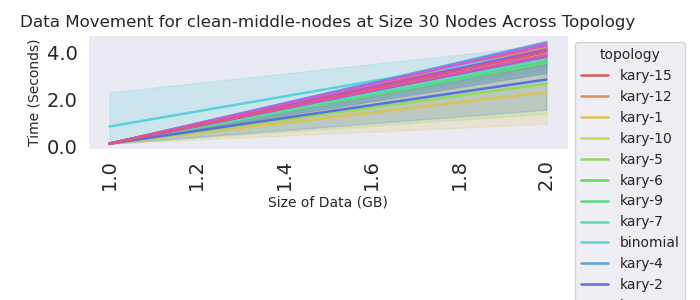 Data Movement for clean-middle-nodes at Size 30 Nodes Across Topology
Time (Seconds)
4.0
2.0
0.0
1.0
1.2
1.4
1.6
1.8
2.0
Size of Data (GB)
topology
kary-15
kary-12
kary-1
kary-10
kary-5
kary-6
kary-9
kary-7
binomial
kary-4
kary-2